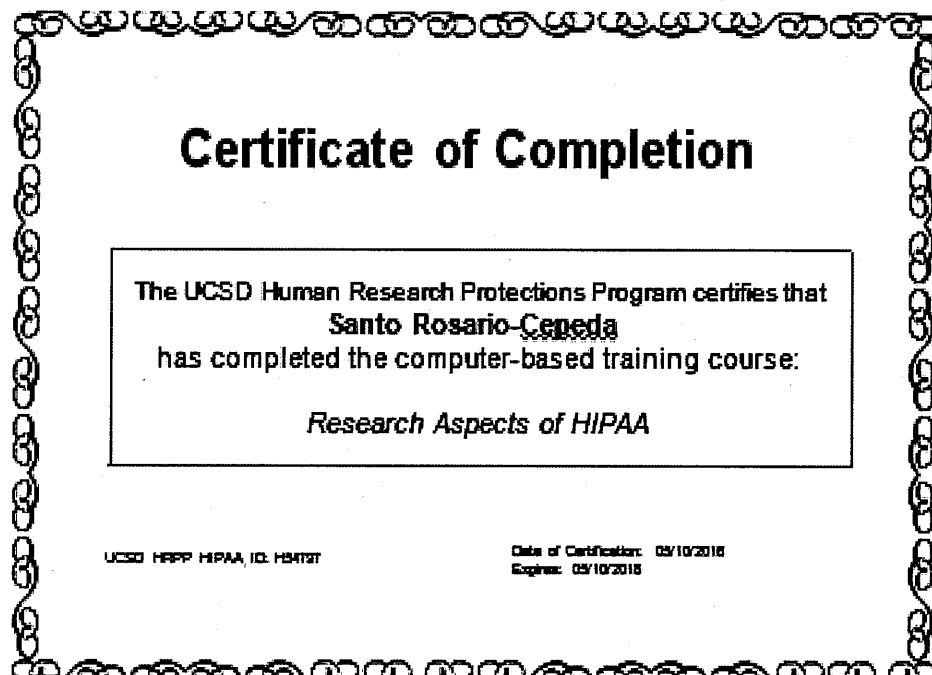 Certificate of Completion
The UCSD Human Research Protections Program certifies that
Santo Rosario-Cepeda
has completed the computer-based training course:
Research Aspects of HIPAA
UCSD HRPP HIPAA ID:
Date of Certification:
Expires: